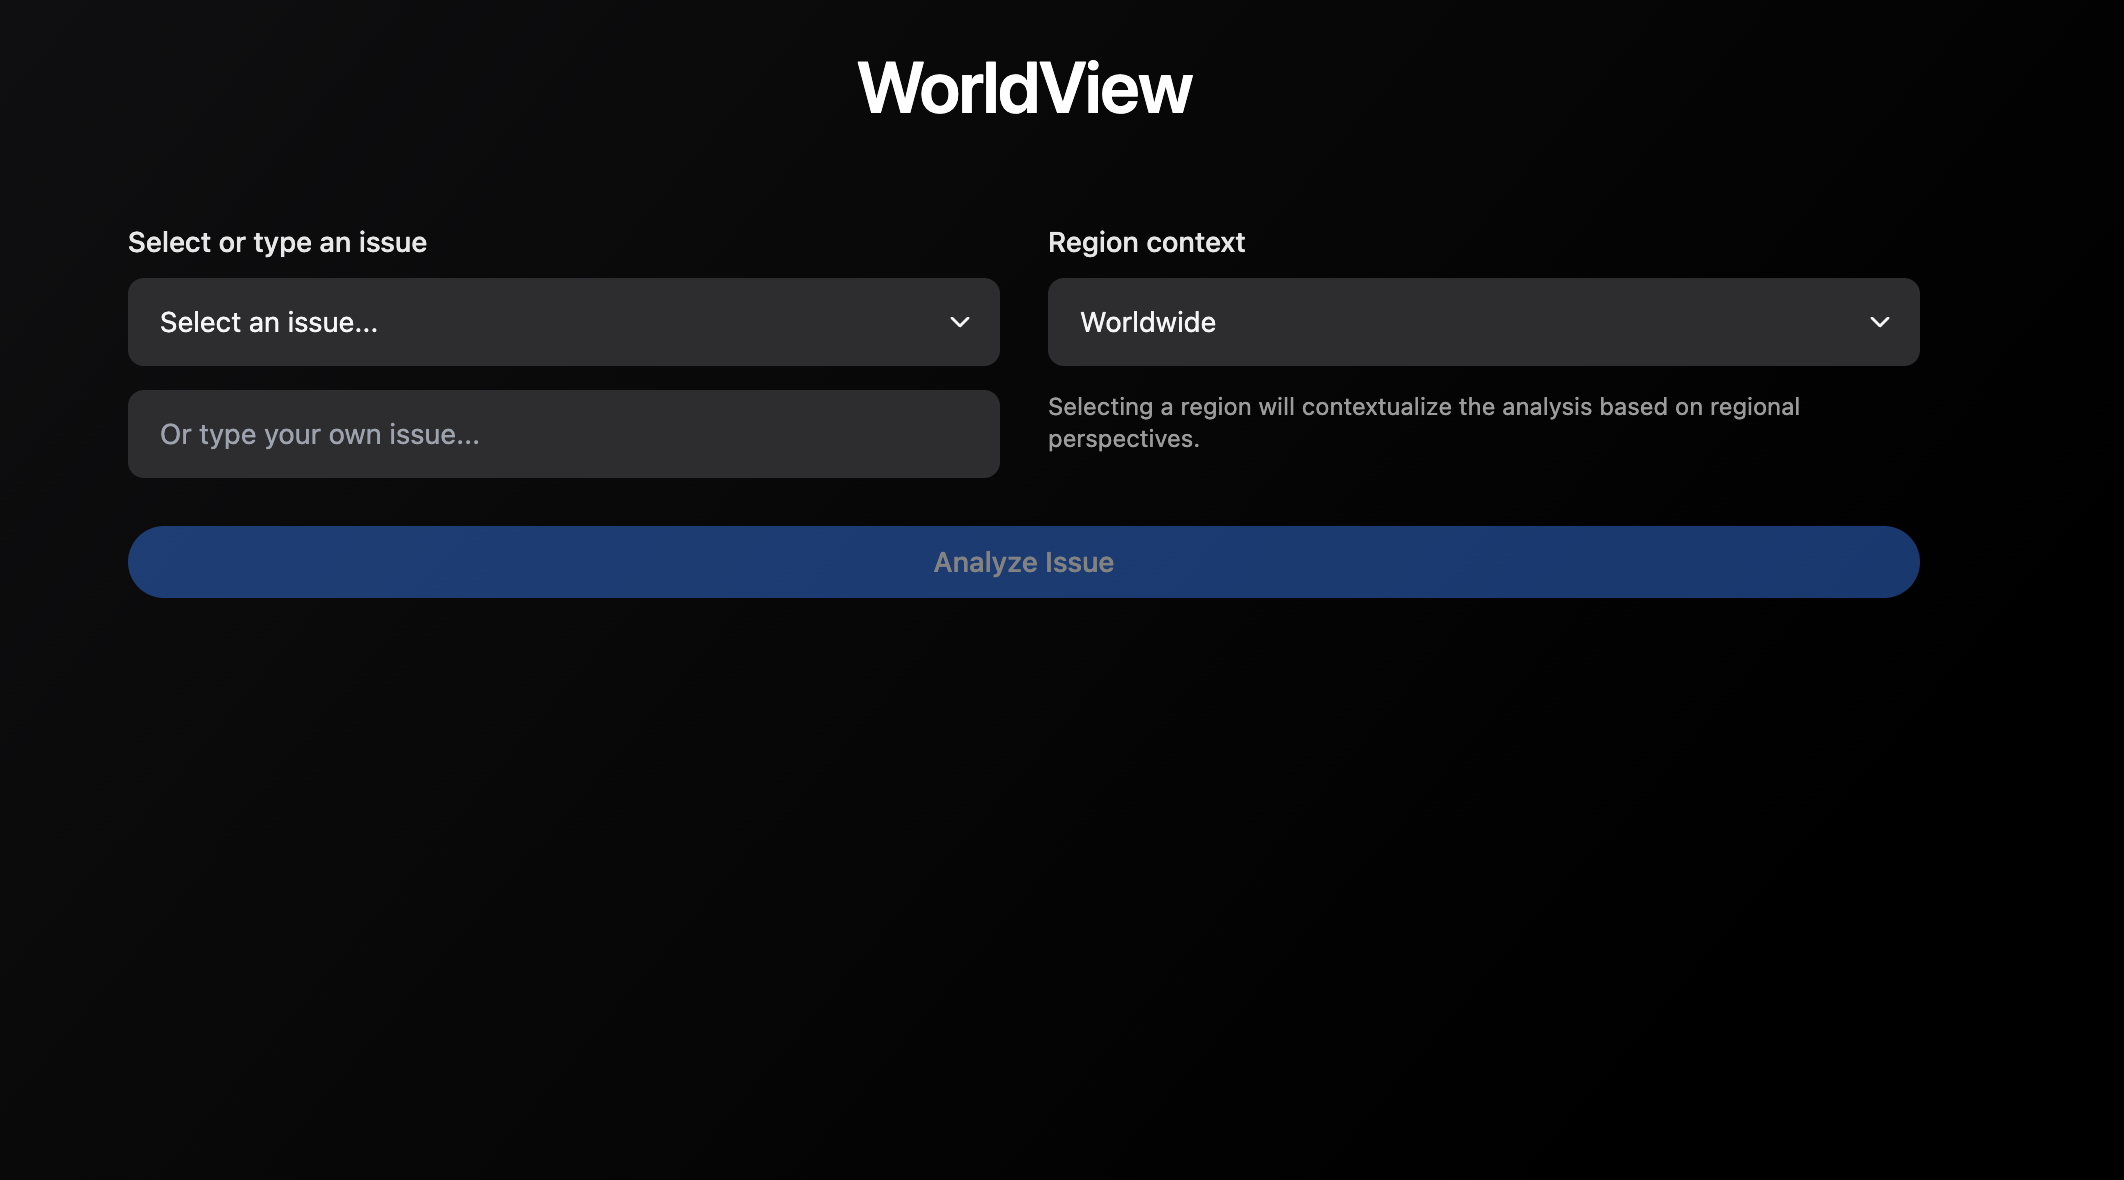 WorldView
Select or type an issue
Select an issue...
Or type your own issue...
Region context
Worldwide
Selecting a region will contextualize the analysis based on regional
perspectives.
Analyze Issue